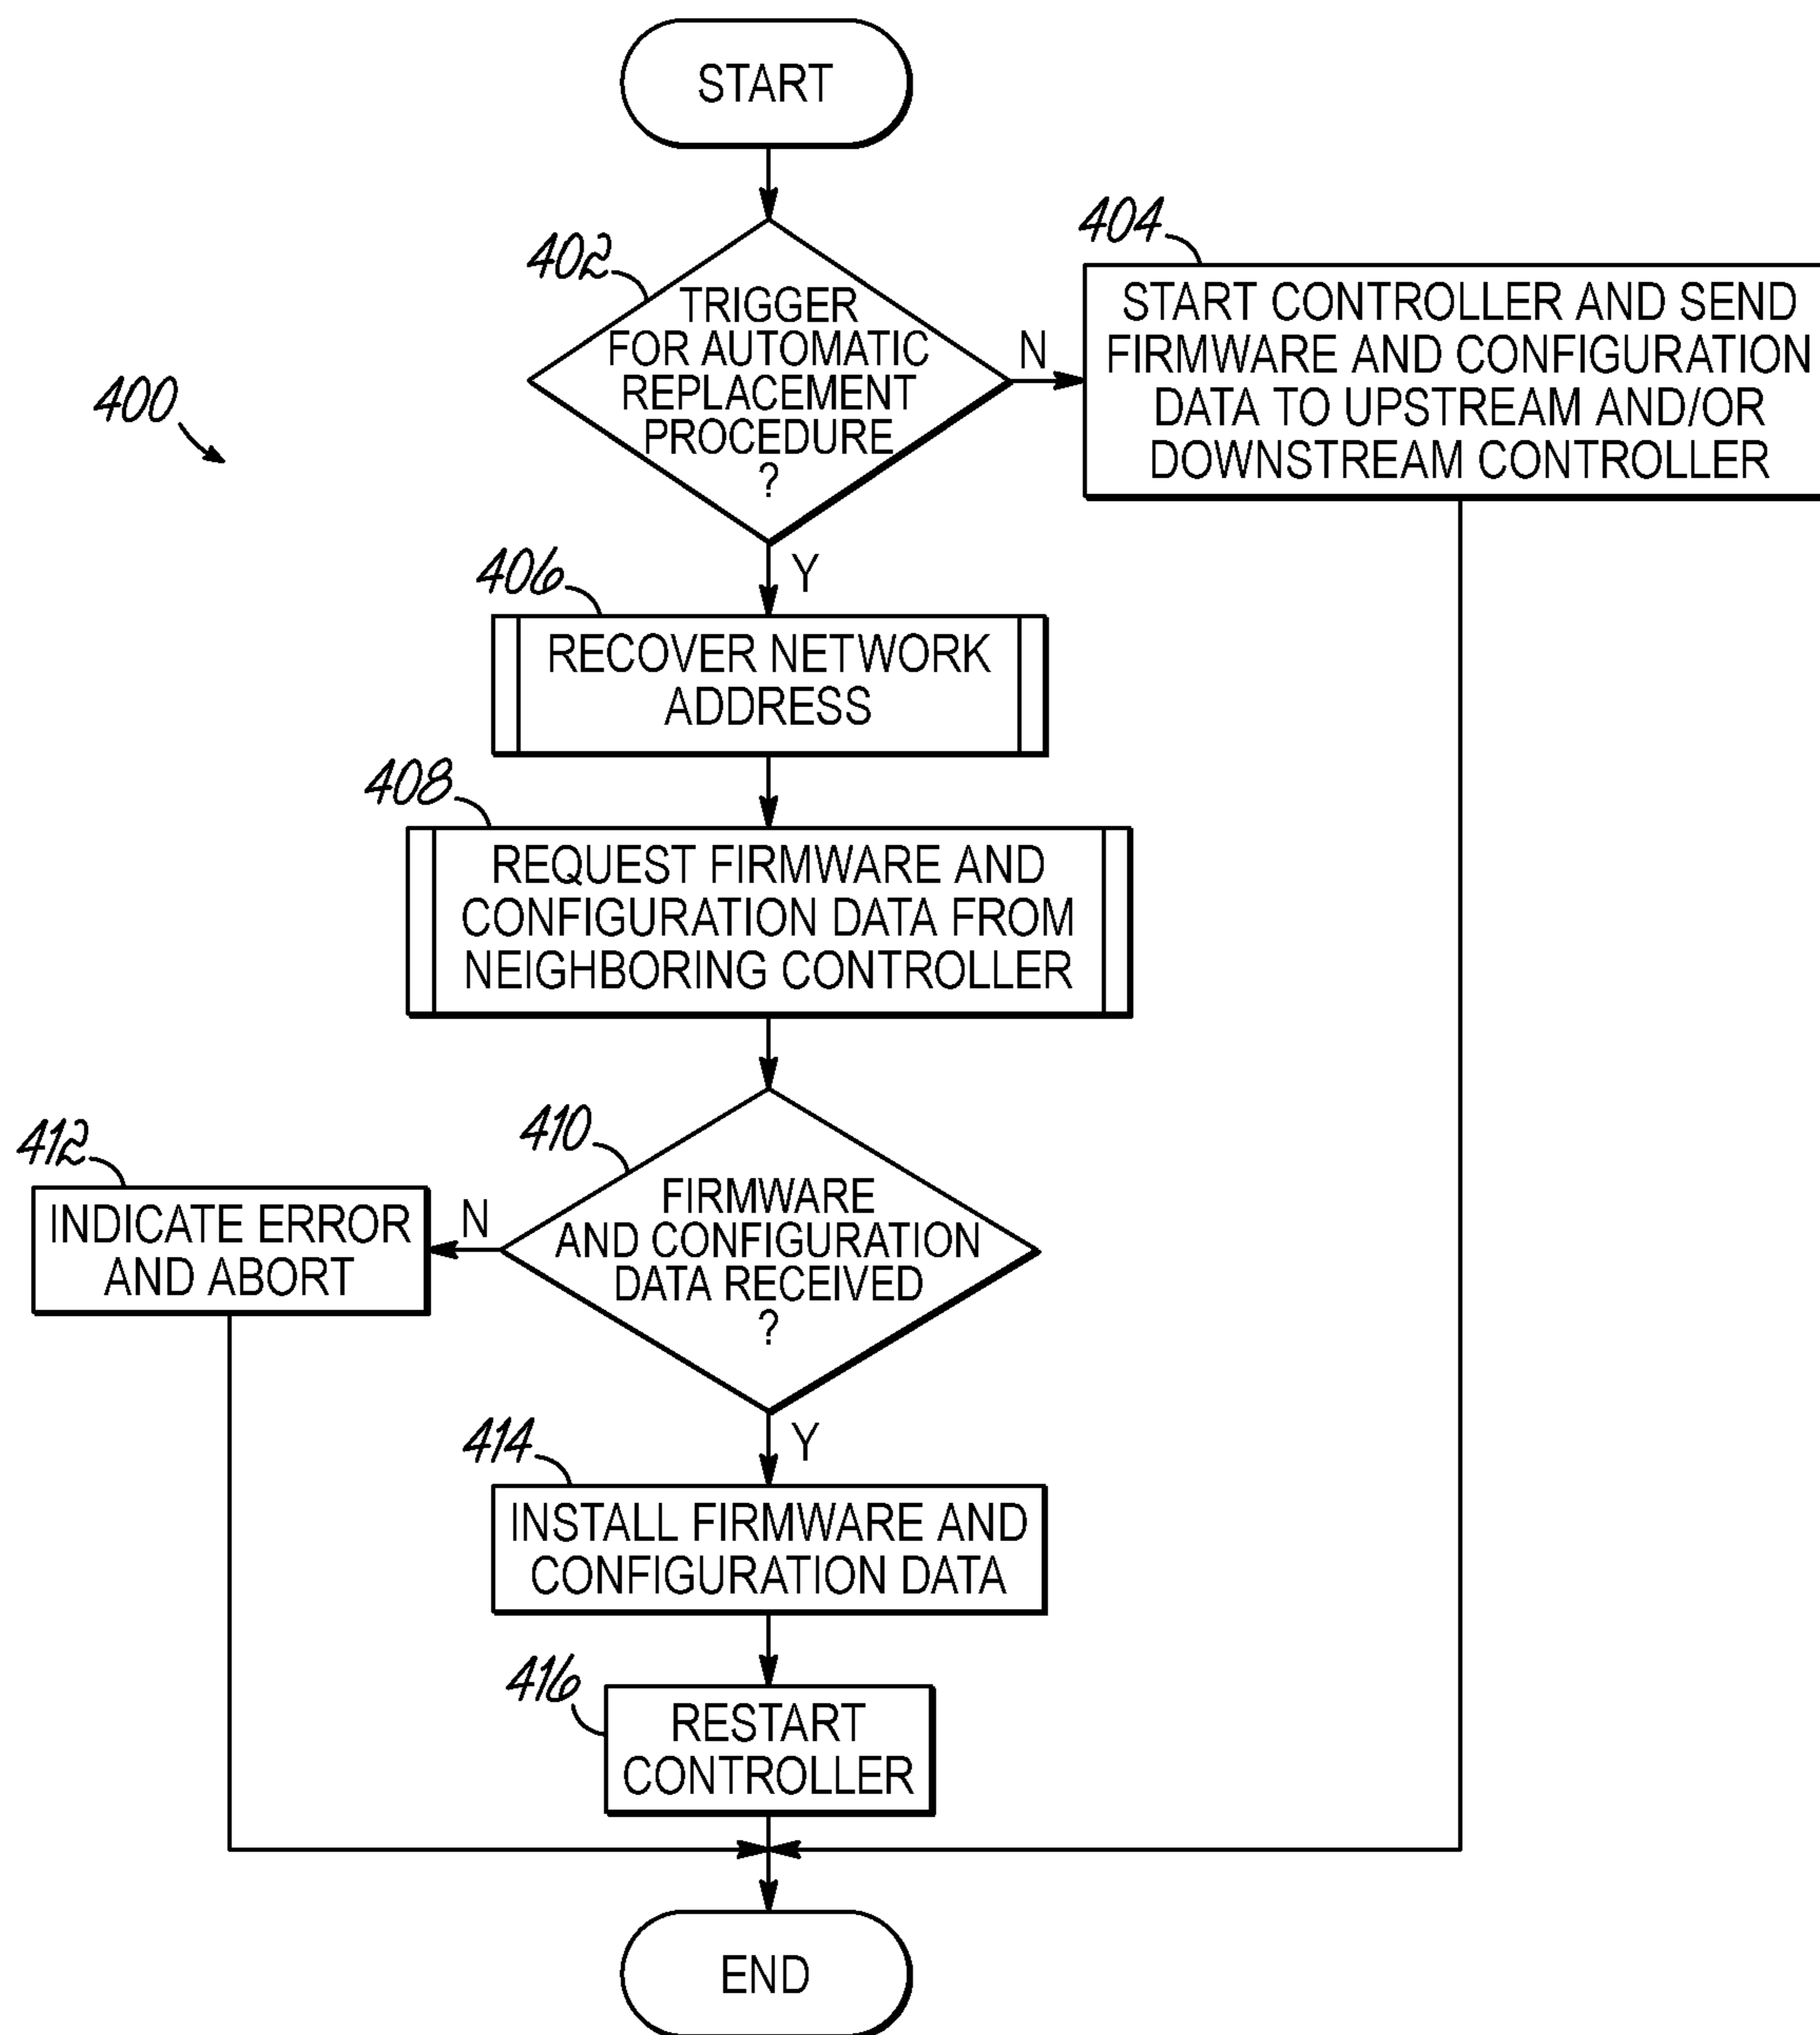 START
402
TRIGGER
FOR AUTOMATIC
REPLACEMENT
PROCEDURE
?
N
404
START CONTROLLER AND SEND
FIRMWARE AND CONFIGURATION
DATA TO UPSTREAM AND/OR
DOWNSTREAM CONTROLLER
400
Y
406
RECOVER NETWORK
ADDRESS
408
REQUEST FIRMWARE AND
CONFIGURATION DATA FROM
NEIGHBORING CONTROLLER
410
FIRMWARE
AND CONFIGURATION
DATA RECEIVED
?
N
412
INDICATE ERROR
AND ABORT
Y
414
INSTALL FIRMWARE AND
CONFIGURATION DATA
416
RESTART
CONTROLLER
END